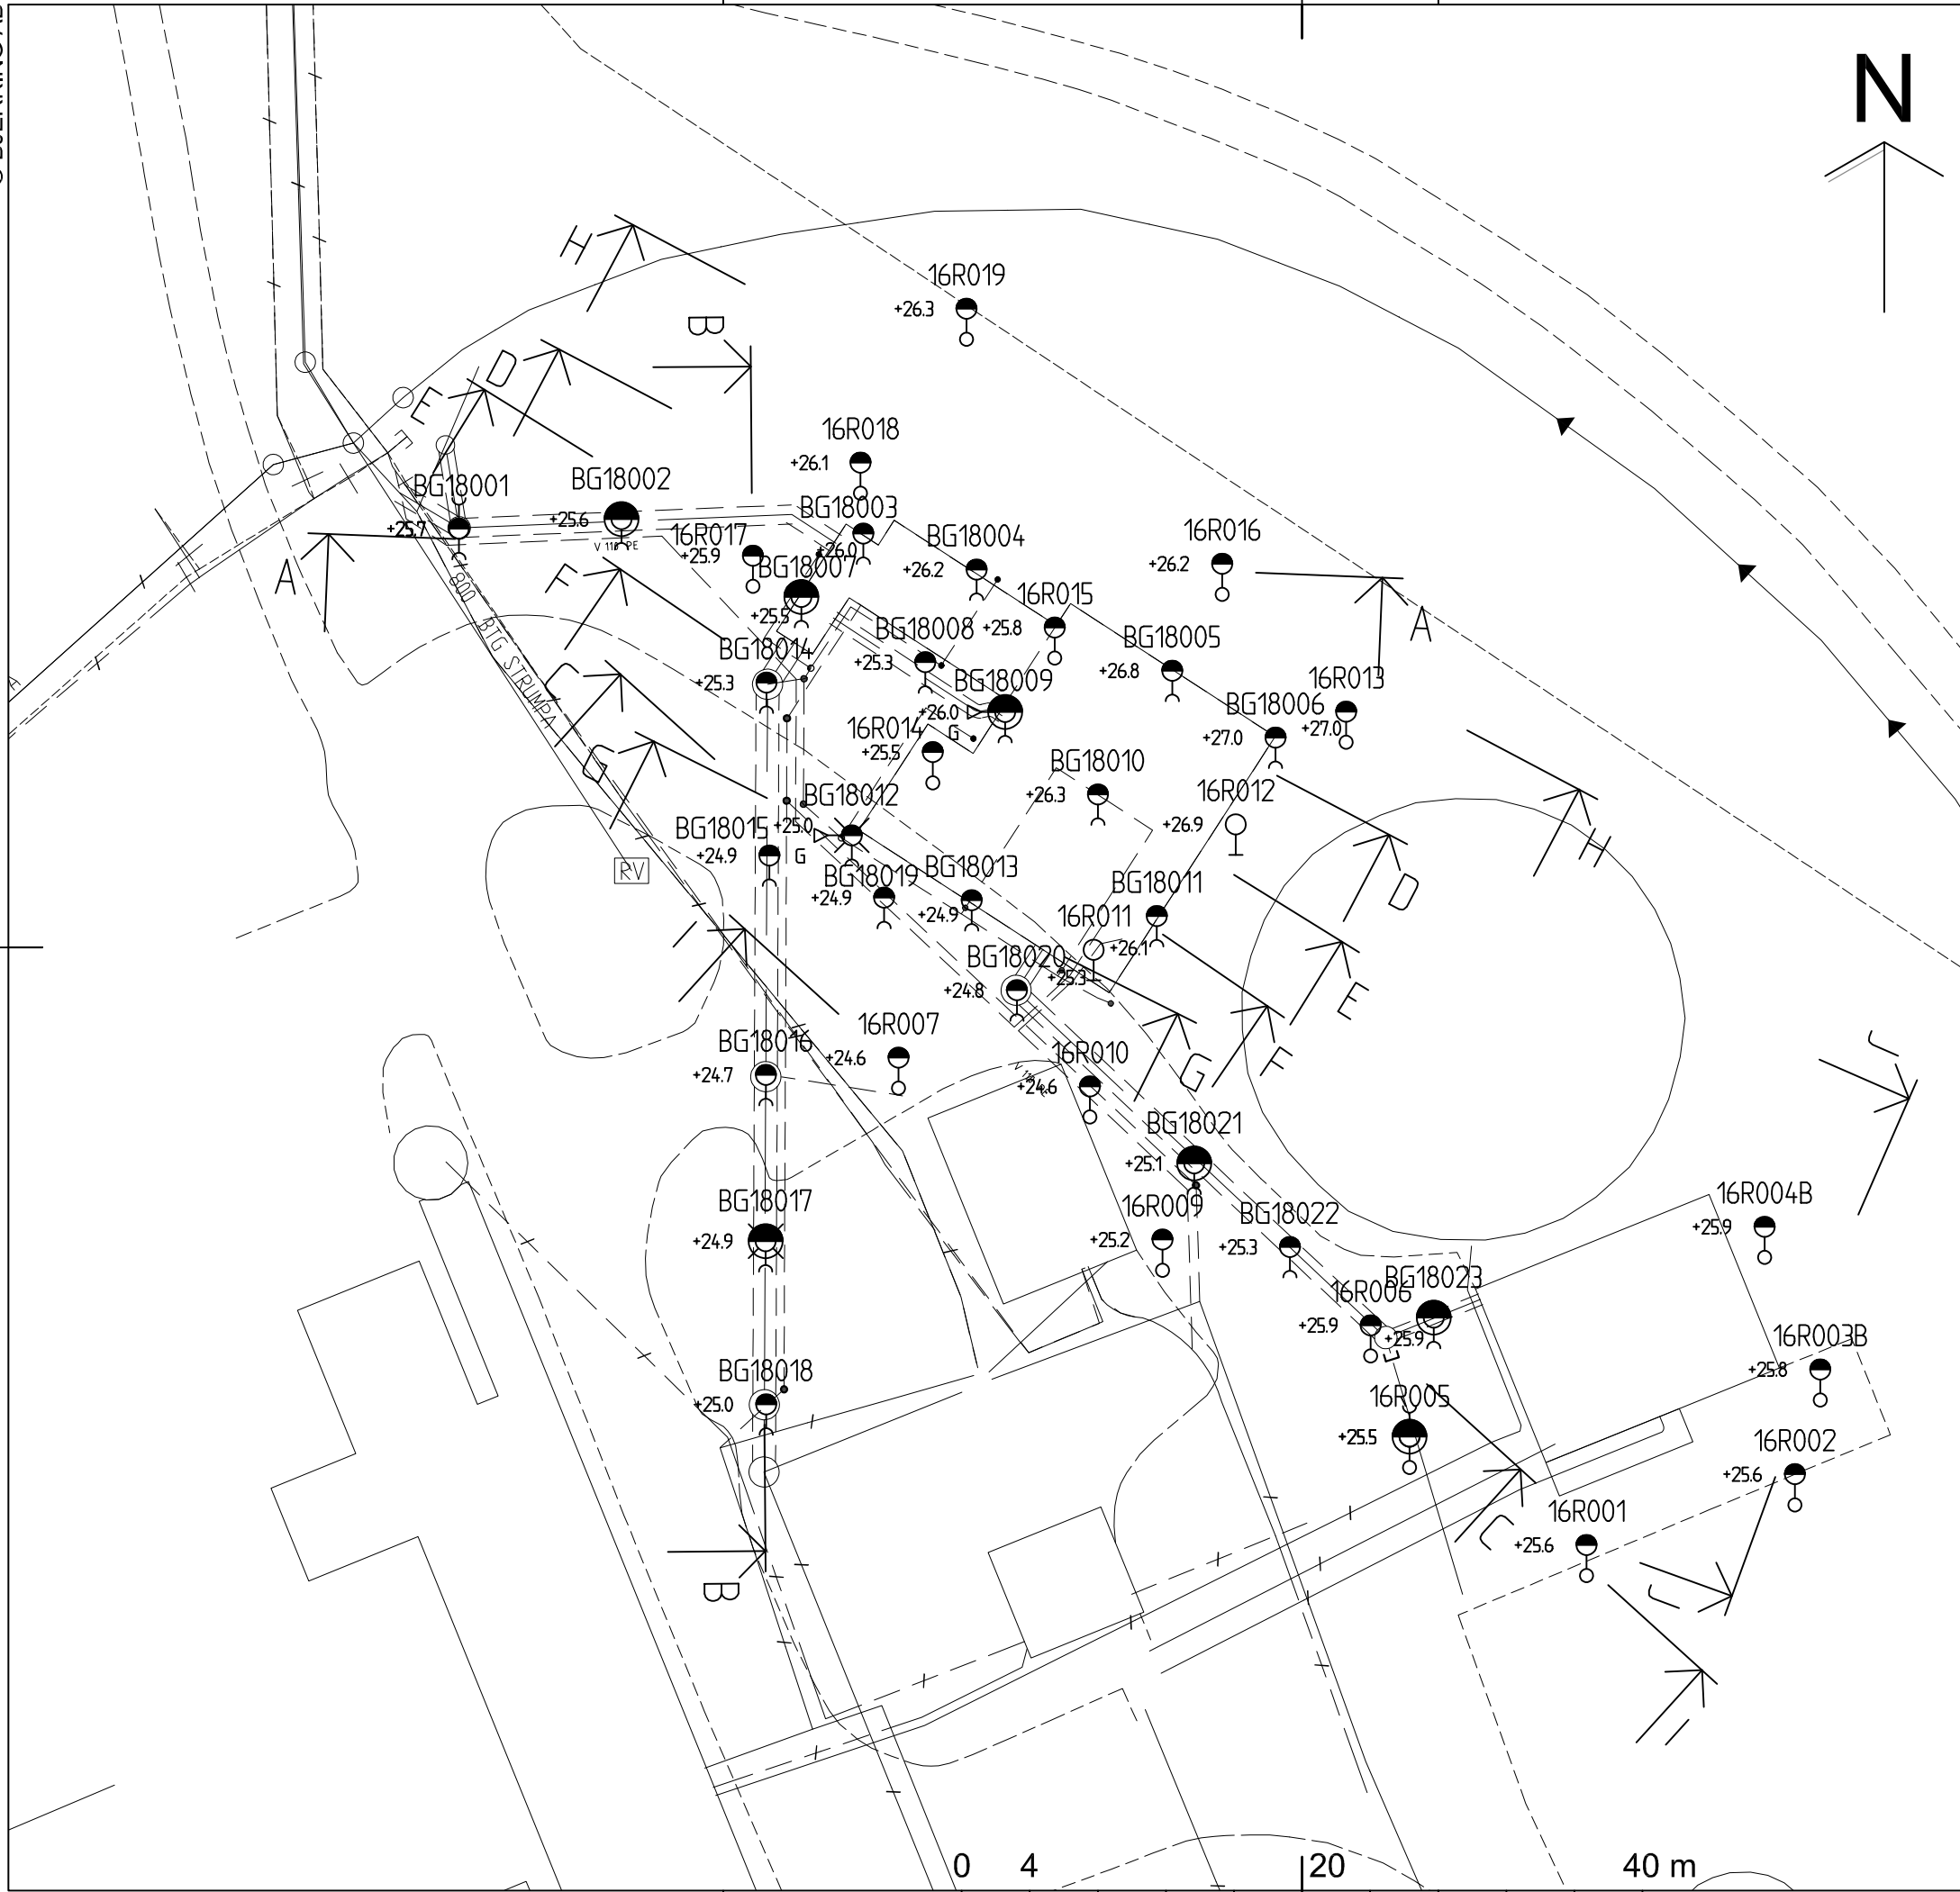 N
H
16R019
+26.3
B
D
E
16R018
+26.1
BG18001
+25.7
BG18002
+25.6
V 110 PE
BG18003
+26.0
16R017
+25.9
BG18004
+26.2
16R016
+26.2
A
A
F
BG18007
+25.5
800 BTG STRUMPA
16R015
+25.8
BG18008
+25.3
BG18005
+26.8
BG18014
+25.3
C
BG18009
+26.0
G
16R013
+27.0
BG18006
+27.0
16R014
+25.5
G
BG18010
+26.3
16R012
+26.9
BG18012
+25.0
BG18015
+24.9
G
H
RV
BG18019
+24.9
BG18013
+24.9
BG18011
+26.1
D
16R011
+25.3
I
BG18020
+24.8
E
16R007
+24.6
BG18016
+24.7
16R010
+24.6
G
F
J
BG18021
+25.1
BG18017
+24.9
16R009
+25.2
BG18022
+25.3
16R004B
+25.9
16R006
+25.9
BG18023
+25.9
16R003B
+25.8
BG18018
+25.0
16R005
+25.5
16R002
+25.6
C
16R001
+25.6
B
J
I
0 4 20 40 m